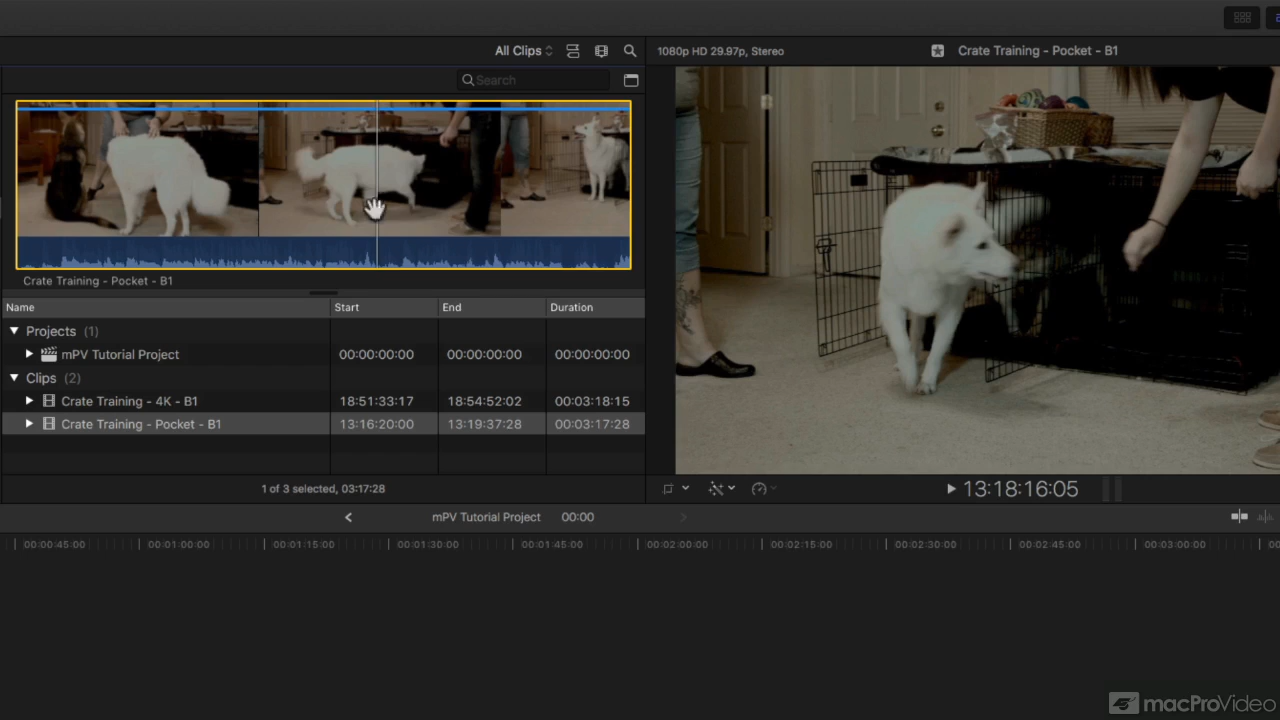 All Clips
1080p HD 29.97p, Stereo
Crate Training - Pocket - B1
Search
Crate Training - Pocket - B1
Name Start End Duration
Projects (1)
mPV Tutorial Project 00:00:00:00 00:00:00:00 00:00:00:00
Clips (2)
Crate Training - 4K - B1 18:51:33:17 18:54:52:02 00:03:18:15
Crate Training - Pocket - B1 13:16:20:00 13:19:37:28 00:03:17:28
1 of 3 selected, 03:17:28
13:18:16:05
mPV Tutorial Project 00:00
00:00:45:00 00:01:00:00 00:01:15:00 00:01:30:00 00:01:45:00 00:02:00:00 00:02:15:00 00:02:30:00 00:02:45:00 00:03:00:00 00
macProVideo